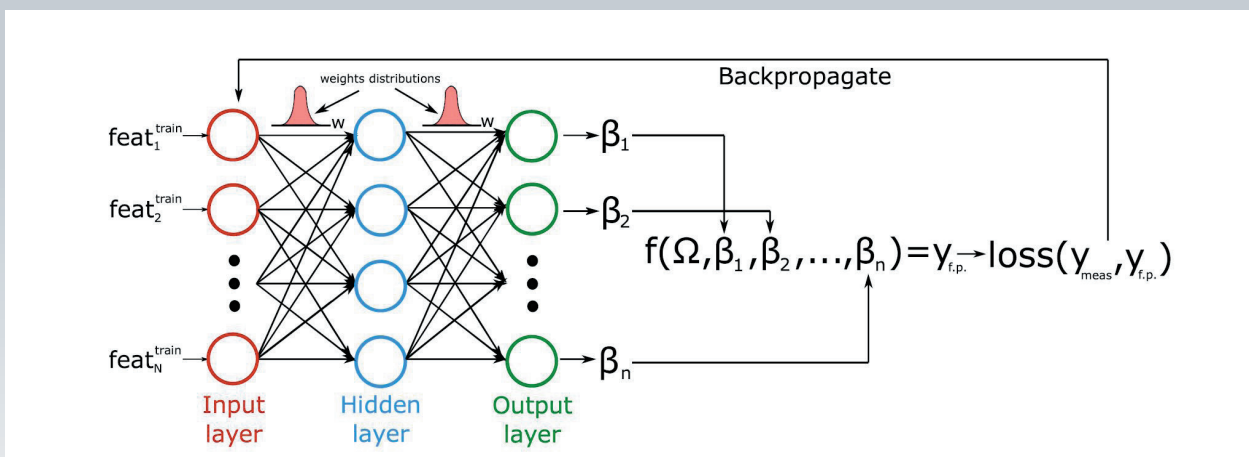 Backpropagate
weights distributions
w
w
feat₁ᵗʳᵃⁱⁿ
β₁
feat₂ᵗʳᵃⁱⁿ
β₂
f(Ω,β₁,β₂,...,βₙ)=y_f.p. → loss(y_meas,y_f.p.)
feat_Nᵗʳᵃⁱⁿ
βₙ
Input layer
Hidden layer
Output layer